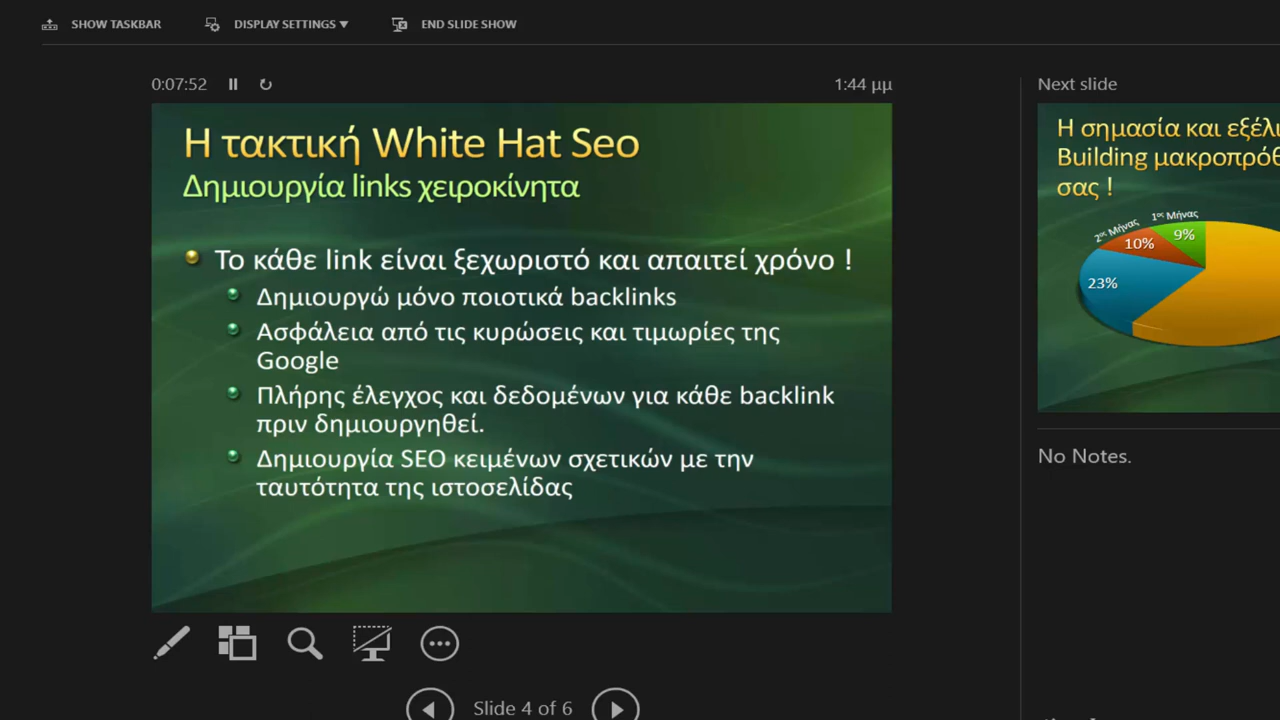 SHOW TASKBAR
DISPLAY SETTINGS
END SLIDE SHOW
0:07:52
1:44 μμ
Next slide
Η τακτική White Hat Seo
Δημιουργία links χειροκίνητα
Το κάθε link είναι ξεχωριστό και απαιτεί χρόνο !
Δημιουργώ μόνο ποιοτικά backlinks
Ασφάλεια από τις κυρώσεις και τιμωρίες της
Google
Πλήρης έλεγχος και δεδομένων για κάθε backlink
πριν δημιουργηθεί.
Δημιουργία SEO κειμένων σχετικών με την
ταυτότητα της ιστοσελίδας
Η σημασία και
Building
σας !
2ος Μήνας
1ος Μήνας
10%
9%
23%
No Notes.
Slide 4 of 6